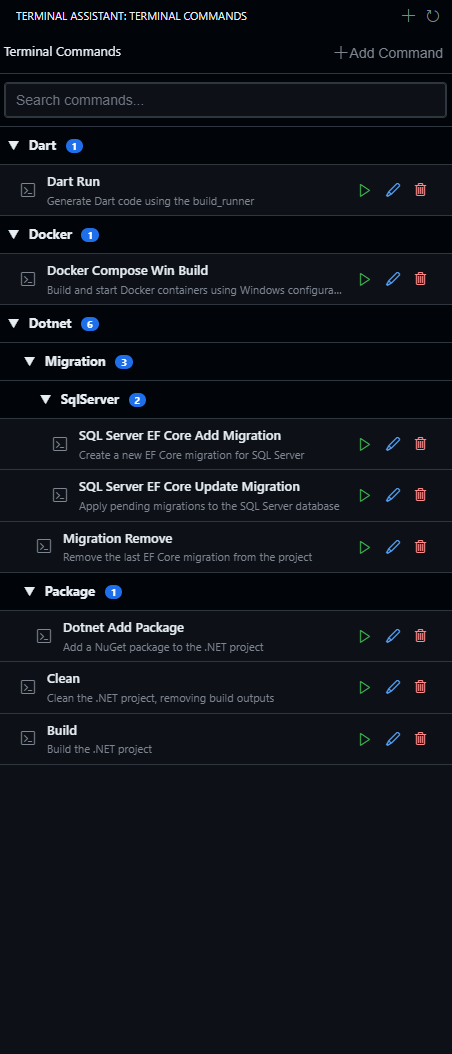 TERMINAL ASSISTANT: TERMINAL COMMANDS
Terminal Commands
Add Command
Search commands...
Dart 1
Dart Run
Generate Dart code using the build_runner
Docker 1
Docker Compose Win Build
Build and start Docker containers using Windows configura...
Dotnet 6
Migration 3
SqlServer 2
SQL Server EF Core Add Migration
Create a new EF Core migration for SQL Server
SQL Server EF Core Update Migration
Apply pending migrations to the SQL Server database
Migration Remove
Remove the last EF Core migration from the project
Package 1
Dotnet Add Package
Add a NuGet package to the .NET project
Clean
Clean the .NET project, removing build outputs
Build
Build the .NET project